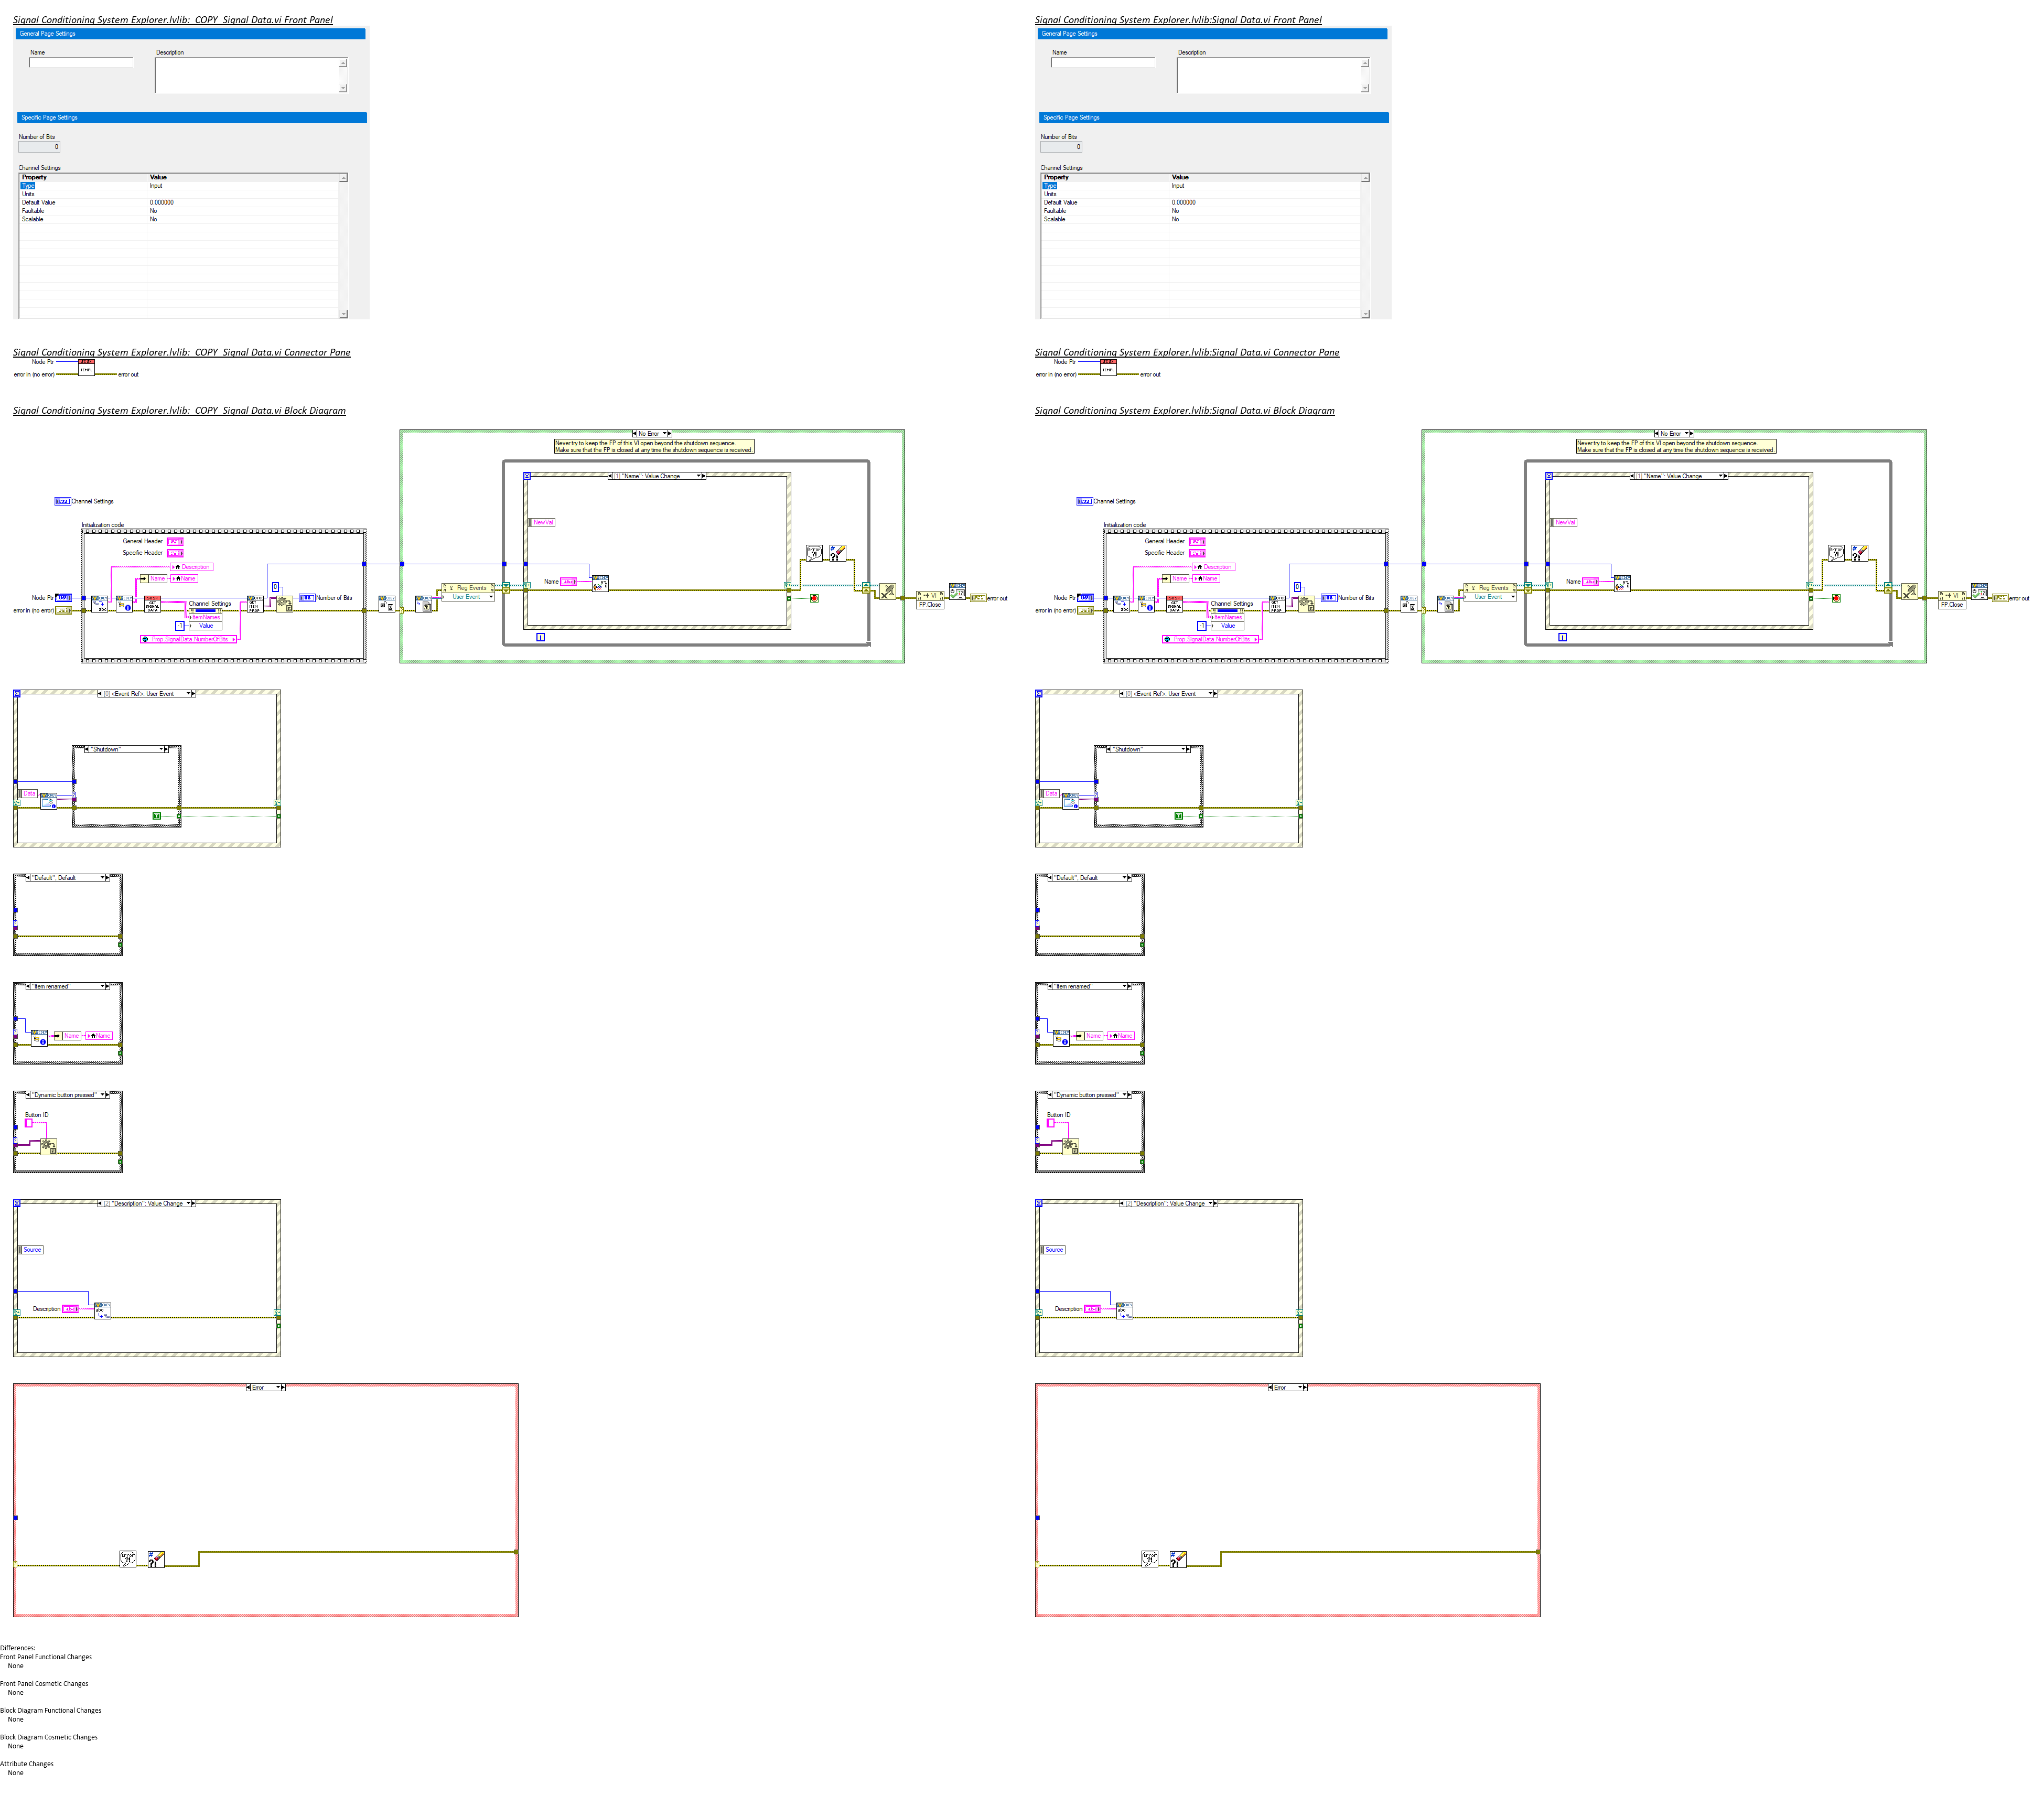 Signal Conditioning System Explorer.lvlib:_COPY_Signal Data.vi Front Panel
General Page Settings
Name
Description
Specific Page Settings
Number of Bits
0
Channel Settings
Property Value
Type Input
Units
Default Value 0.000000
Faultable No
Scalable No
Signal Conditioning System Explorer.lvlib:_COPY_Signal Data.vi Connector Pane
Node Ptr
TEMPL
error in (no error)
error out
Signal Conditioning System Explorer.lvlib:_COPY_Signal Data.vi Block Diagram
No Error
Never try to keep the FP of this VI open beyond the shutdown sequence.
Make sure that the FP is closed at any time the shutdown sequence is received.
[1] "Name": Value Change
Channel Settings
NewVal
Initialization code
General Header
Specific Header
Description
Name
Name
Node Ptr
error in (no error)
Channel Settings
ItemNames
-1
Value
Prop.SignalData.NumberOfBits
0
Number of Bits
Reg Events
User Event
Name
VI
FP.Close
error out
[0] <Event Ref>: User Event
"Shutdown"
Data
"Default", Default
"Item renamed"
Name
Name
"Dynamic button pressed"
Button ID
[2] "Description": Value Change
Source
Description
Error
Signal Conditioning System Explorer.lvlib:Signal Data.vi Front Panel
General Page Settings
Name
Description
Specific Page Settings
Number of Bits
0
Channel Settings
Property Value
Type Input
Units
Default Value 0.000000
Faultable No
Scalable No
Signal Conditioning System Explorer.lvlib:Signal Data.vi Connector Pane
Node Ptr
TEMPL
error in (no error)
error out
Signal Conditioning System Explorer.lvlib:Signal Data.vi Block Diagram
No Error
Never try to keep the FP of this VI open beyond the shutdown sequence.
Make sure that the FP is closed at any time the shutdown sequence is received.
[1] "Name": Value Change
Channel Settings
NewVal
Initialization code
General Header
Specific Header
Description
Name
Name
Node Ptr
error in (no error)
Channel Settings
ItemNames
-1
Value
Prop.SignalData.NumberOfBits
0
Number of Bits
Reg Events
User Event
Name
VI
FP.Close
error out
[0] <Event Ref>: User Event
"Shutdown"
Data
"Default", Default
"Item renamed"
Name
Name
"Dynamic button pressed"
Button ID
[2] "Description": Value Change
Source
Description
Error
Differences:
Front Panel Functional Changes
None
Front Panel Cosmetic Changes
None
Block Diagram Functional Changes
None
Block Diagram Cosmetic Changes
None
Attribute Changes
None